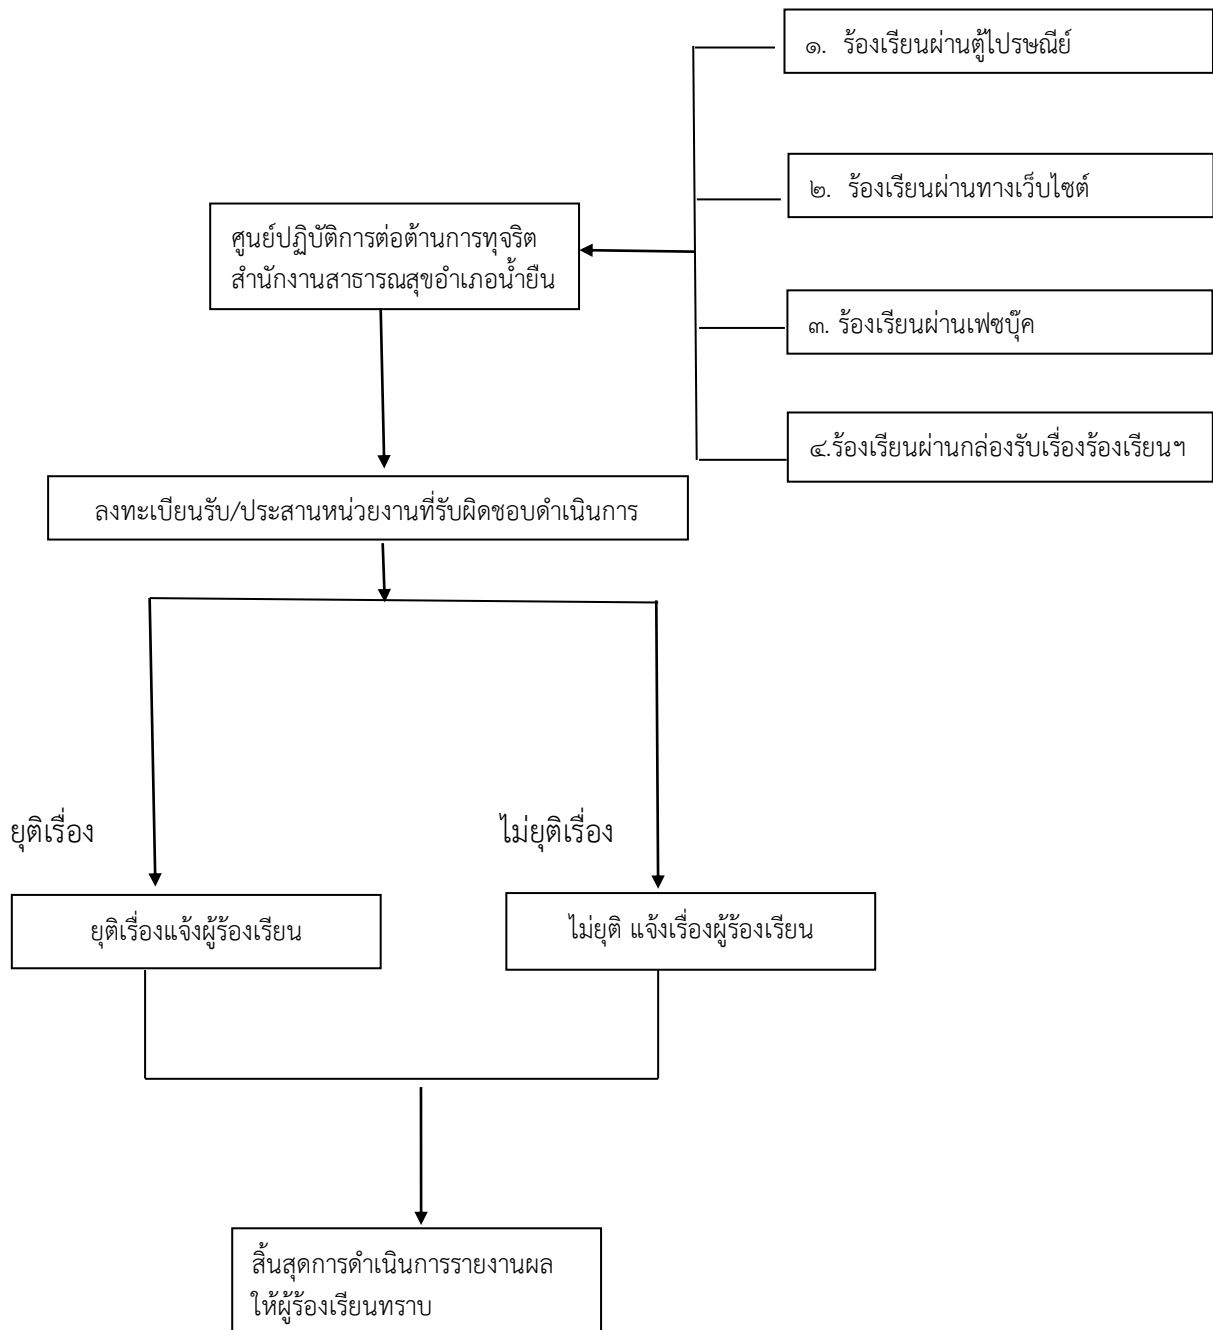 ๑. ร้องเรียนผ่านตู้ไปรษณีย์
๒. ร้องเรียนผ่านทางเว็บไซต์
ศูนย์ปฏิบัติการต่อต้านการทุจริต
สำนักงานสาธารณสุขอำเภอน้ำยืน
๓. ร้องเรียนผ่านเฟซบุ๊ค
๔.ร้องเรียนผ่านกล่องรับเรื่องร้องเรียนฯ
ลงทะเบียนรับ/ประสานหน่วยงานที่รับผิดชอบดำเนินการ
ยุติเรื่อง
ไม่ยุติเรื่อง
ยุติเรื่องแจ้งผู้ร้องเรียน
ไม่ยุติ แจ้งเรื่องผู้ร้องเรียน
สิ้นสุดการดำเนินการรายงานผล
ให้ผู้ร้องเรียนทราบ